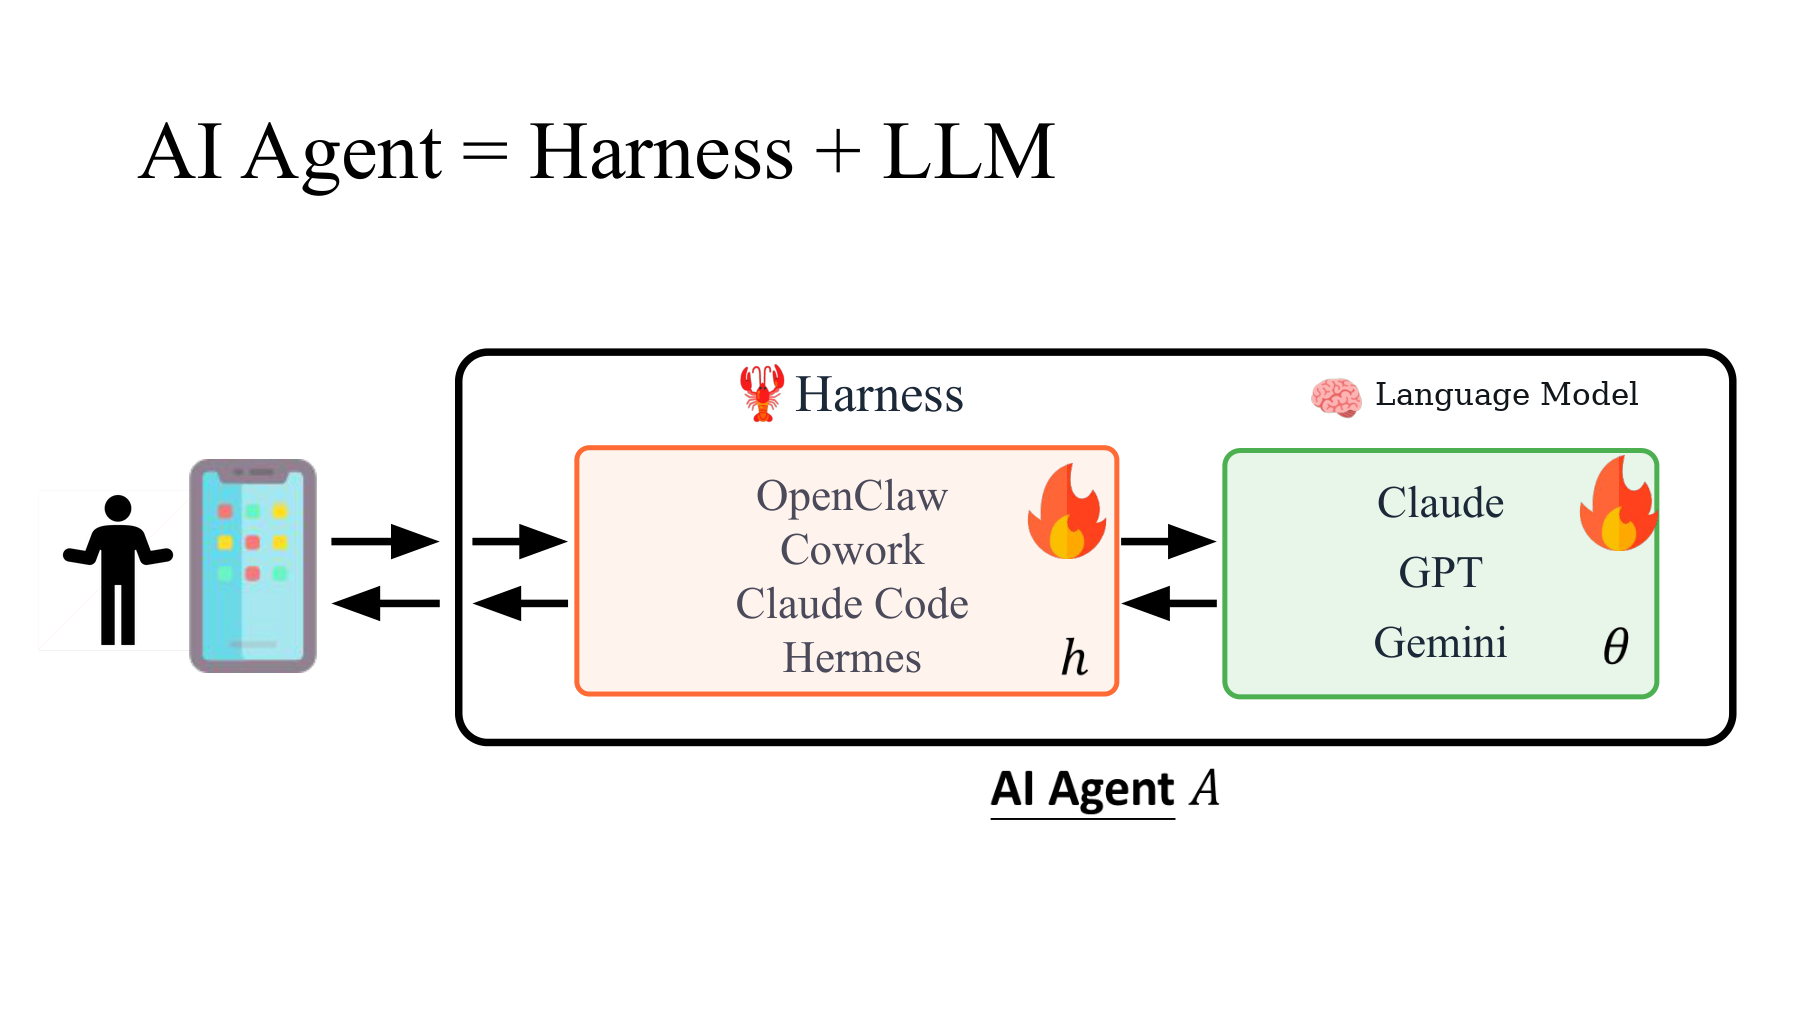 AI Agent = Harness + LLM
Harness
Language Model
OpenClaw
Cowork
Claude Code
Hermes
h
Claude
GPT
Gemini
θ
AI Agent A